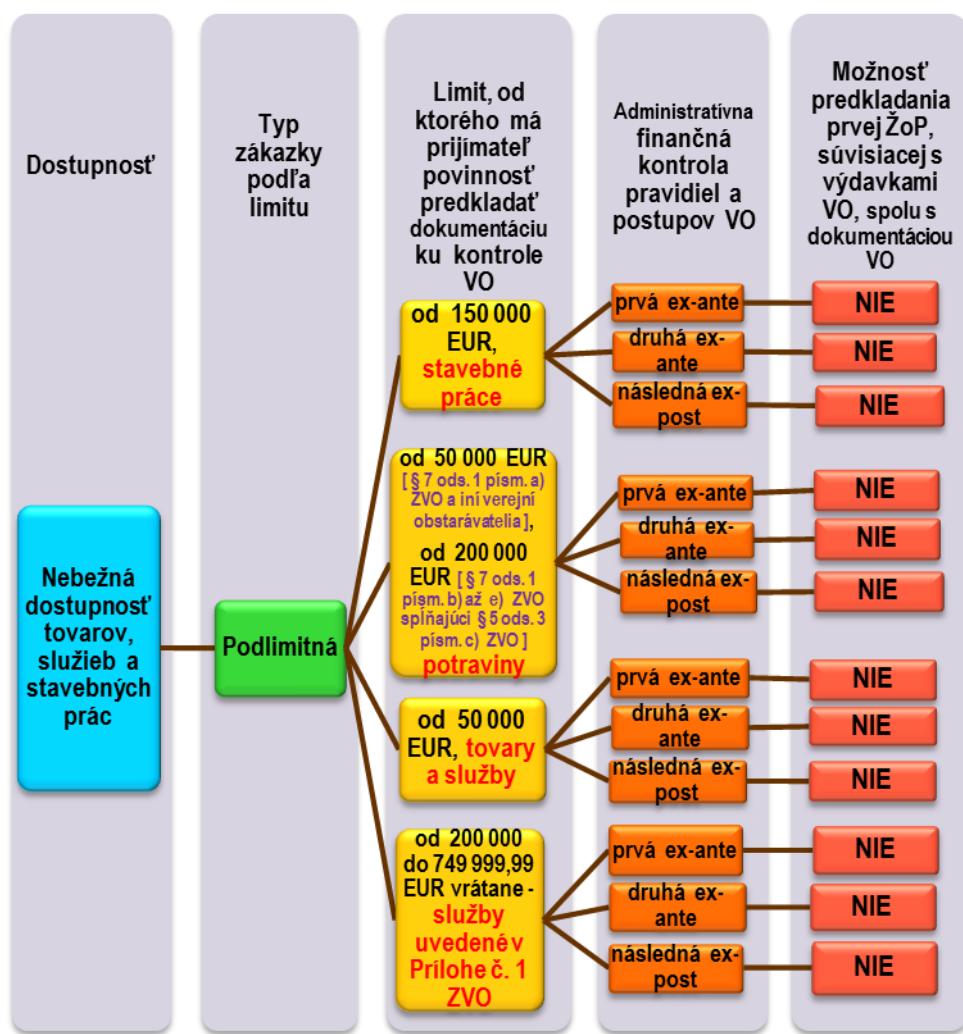 Dostupnosť
Typ
zákazky
podľa
limitu
Limit, od
ktorého má
prijímateľ
povinnosť
predkladať
dokumentáciu
ku kontrole
VO
Administratívna
finančná
kontrola
pravidiel a
postupov VO
Možnosť
predkladania
prvej ŽoP,
súvisiacej s
výdavkami
VO, spolu s
dokumentáciou
VO
Nebežná
dostupnosť
tovarov,
služieb a
stavebných
prác
Podlimitná
od 150 000
EUR,
stavebné
práce
prvá ex-ante
NIE
druhá ex-
ante
NIE
následná ex-
post
NIE
od 50 000 EUR
[ § 7 ods. 1 písm. a)
ZVO a iní verejní
obstarávatelia ],
od 200 000
EUR [ § 7 ods. 1
písm. b) až e) ZVO
spĺňajúci § 5 ods. 3
písm. c) ZVO ]
potraviny
prvá ex-ante
NIE
druhá ex-
ante
NIE
následná ex-
post
NIE
od 50 000
EUR, tovary
a služby
prvá ex-ante
NIE
druhá ex-
ante
NIE
následná ex-
post
NIE
od 200 000
do 749 999,99
EUR vrátane -
služby
uvedené v
Prílohe č. 1
ZVO
prvá ex-ante
NIE
druhá ex-
ante
NIE
následná ex-
post
NIE